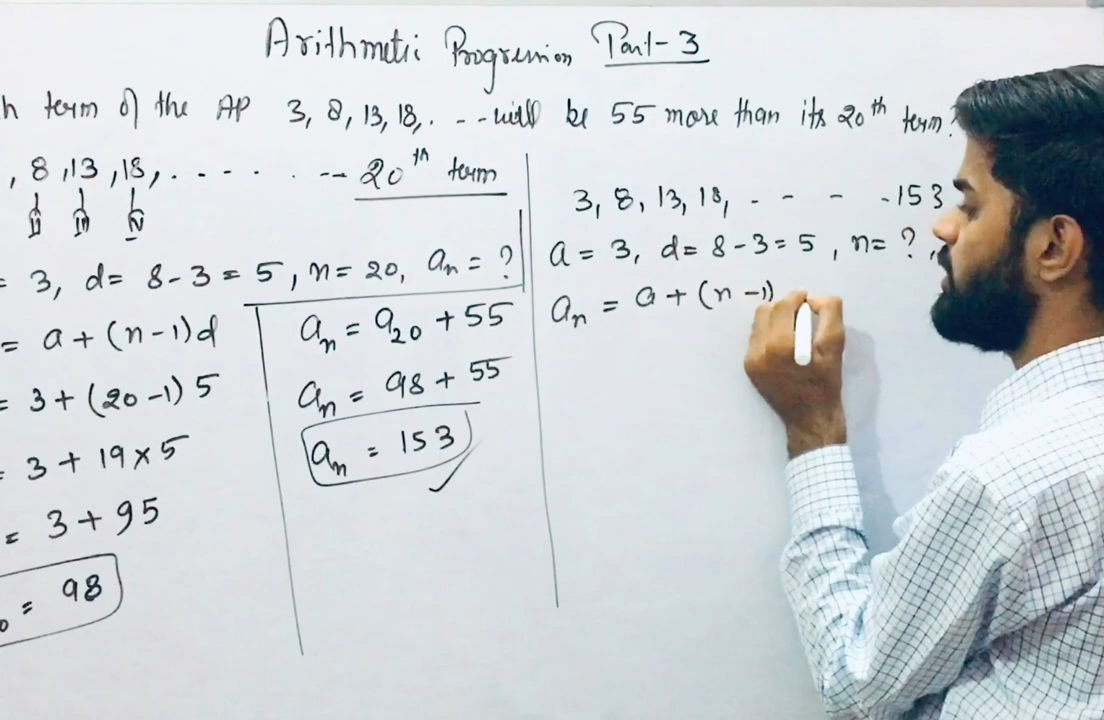 Arithmetic Progression Part-3
h term of the AP 3, 8, 13, 18, . - - will be 55 more than its 20th term?
, 8, 13, 18, . - - - . . -- 20th term
II III IV
= 3, d= 8-3 = 5, n= 20, an = ?
= a + (n-1)d
= 3 + (20-1) 5
= 3 + 19 x 5
= 3 + 95
0 = 98
an = a20 + 55
an = 98 + 55
an = 153 ✓
3, 8, 13, 18, - - - -153
a = 3, d= 8-3 = 5, n= ? ,
an = a + (n-1)